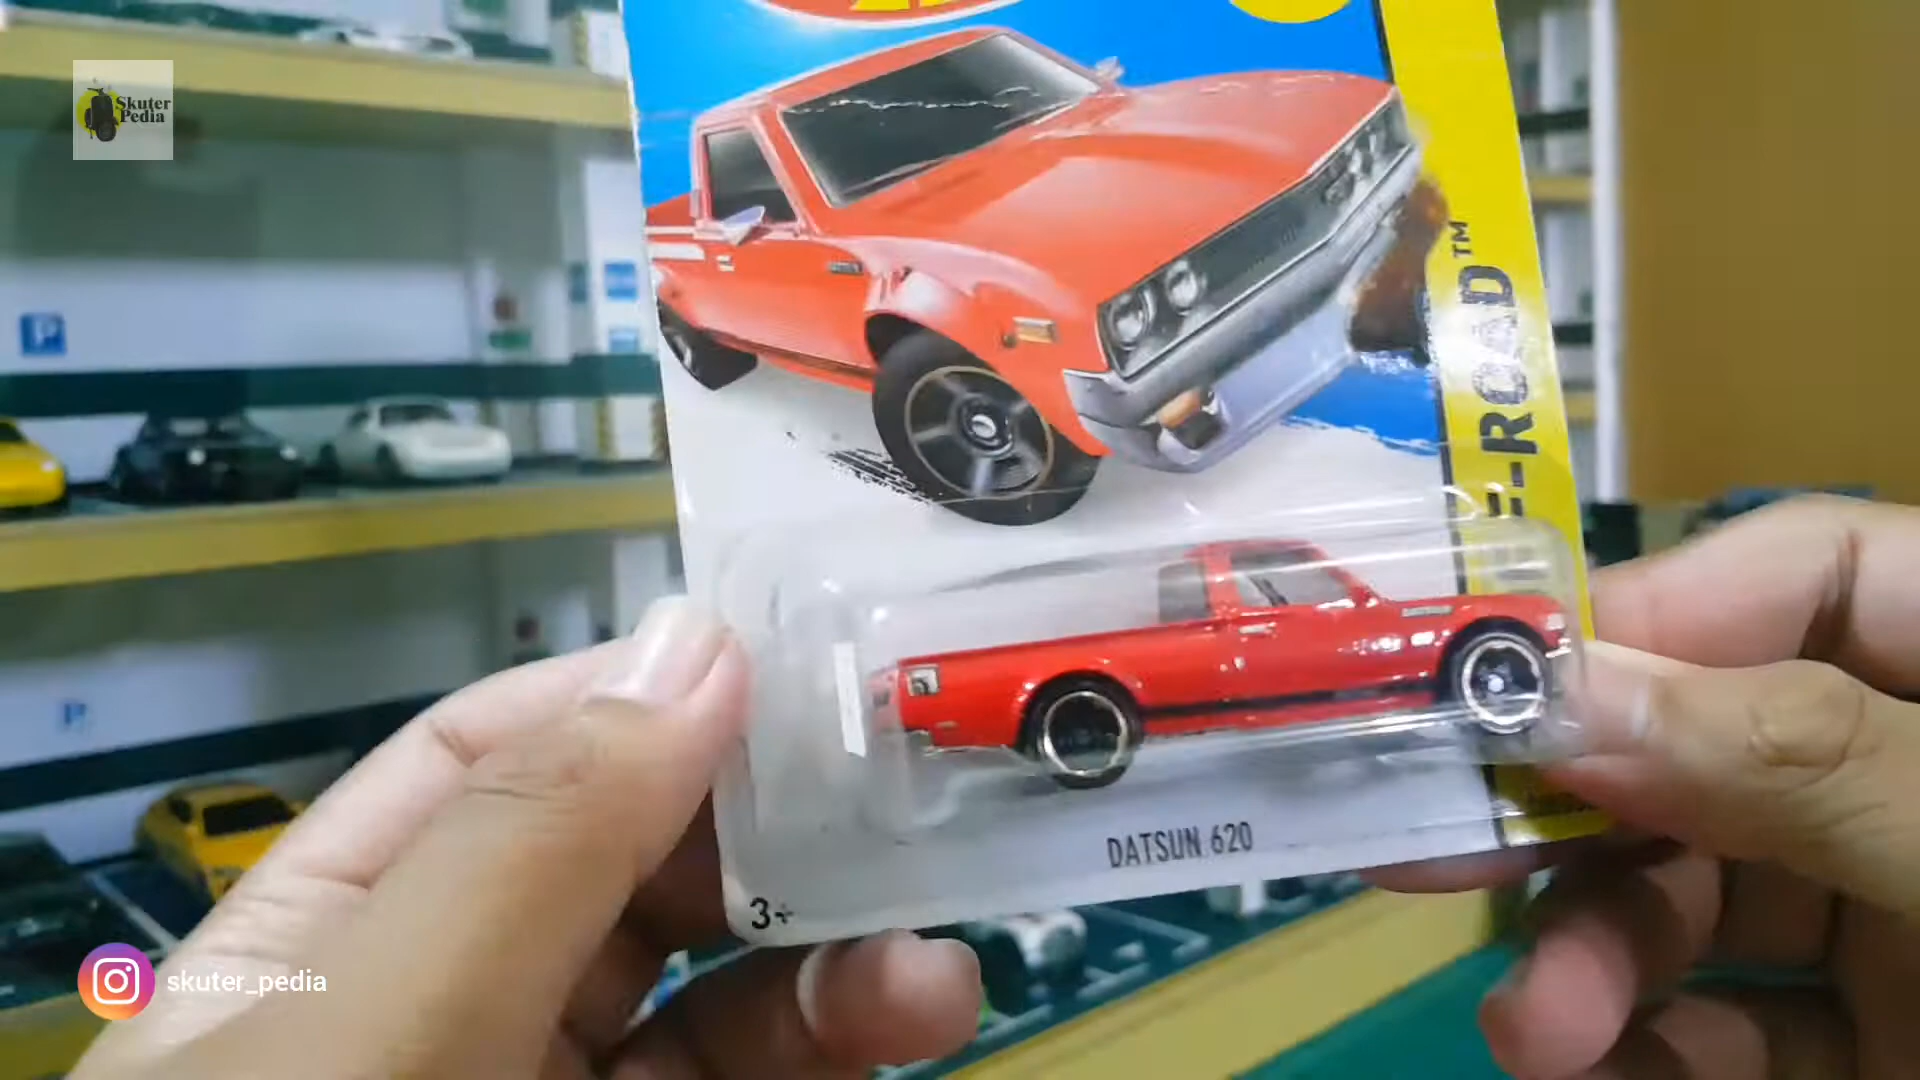 Skuter
Pedia
E-ROAD™
DATSUN 620
3+
skuter_pedia
P
P